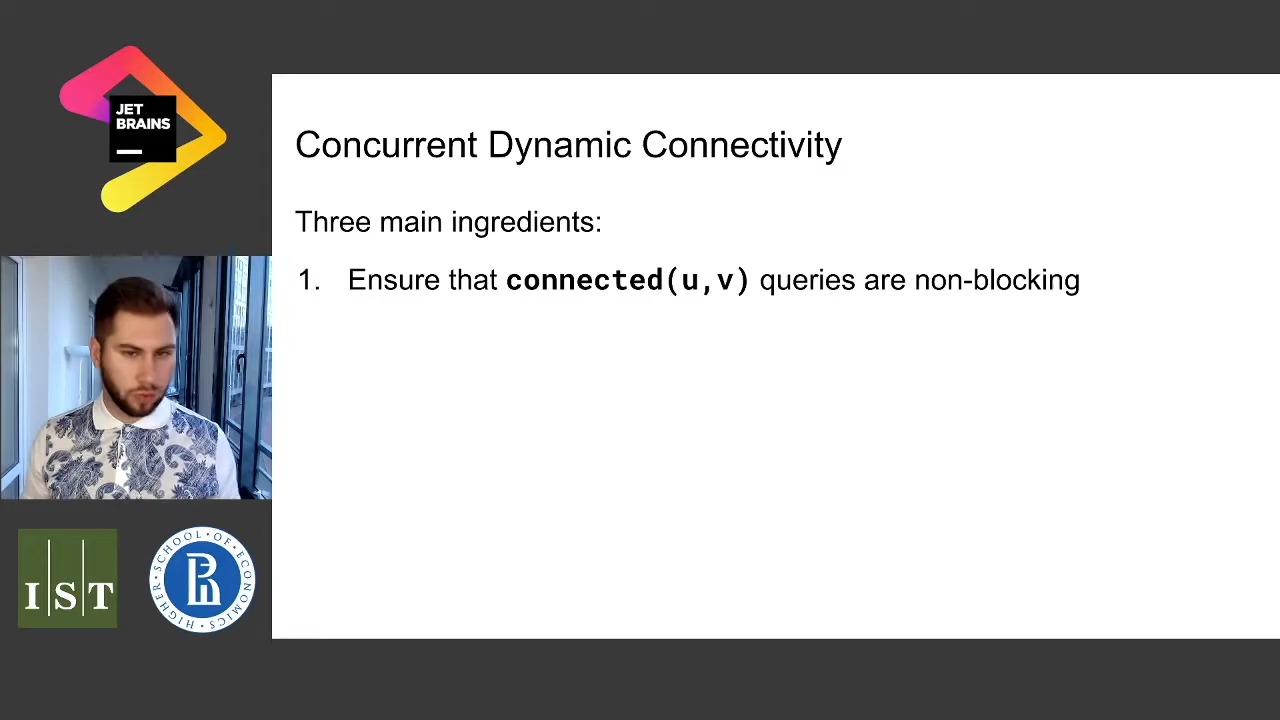 JET
BRAINS
Concurrent Dynamic Connectivity
Three main ingredients:
1. Ensure that connected(u,v) queries are non-blocking
I S T
HIGHER · SCHOOL · OF · ECONOMICS